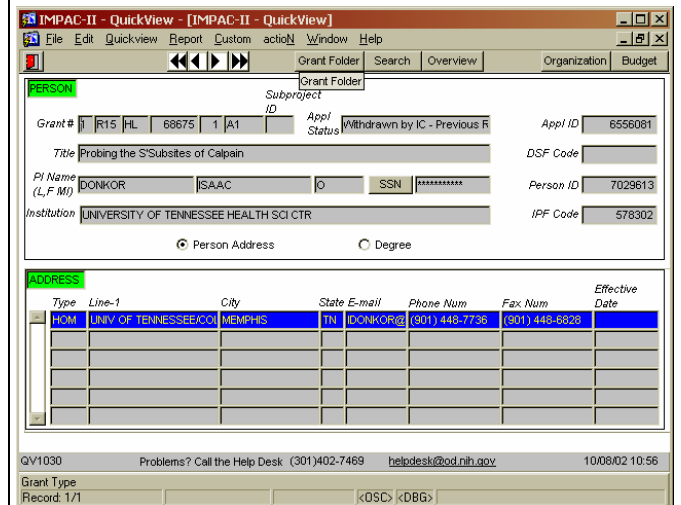 IMPAC-II - QuickView - [IMPAC-II - QuickView]
File Edit Quickview Report Custom actioN Window Help
Grant Folder Search Overview Organization Budget
Grant Folder
PERSON
Subproject
ID
Grant # 1 R15 HL 68675 1 A1 Appl Status Withdrawn by IC - Previous R Appl ID 6556081
Title Probing the S'Subsites of Calpain DSF Code
PI Name (L,F MI) DONKOR ISAAC O SSN *********** Person ID 7029613
Institution UNIVERSITY OF TENNESSEE HEALTH SCI CTR IPF Code 578302
Person Address Degree
ADDRESS
Type Line-1 City State E-mail Phone Num Fax Num Effective Date
HOM UNIV OF TENNESSEE/COL MEMPHIS TN IDONKOR@ (901) 448-7736 (901) 448-6828
QV1030 Problems? Call the Help Desk (301)402-7469 helpdesk@od.nih.gov 10/08/02 10:56
Grant Type
Record: 1/1 <OSC> <DBG>